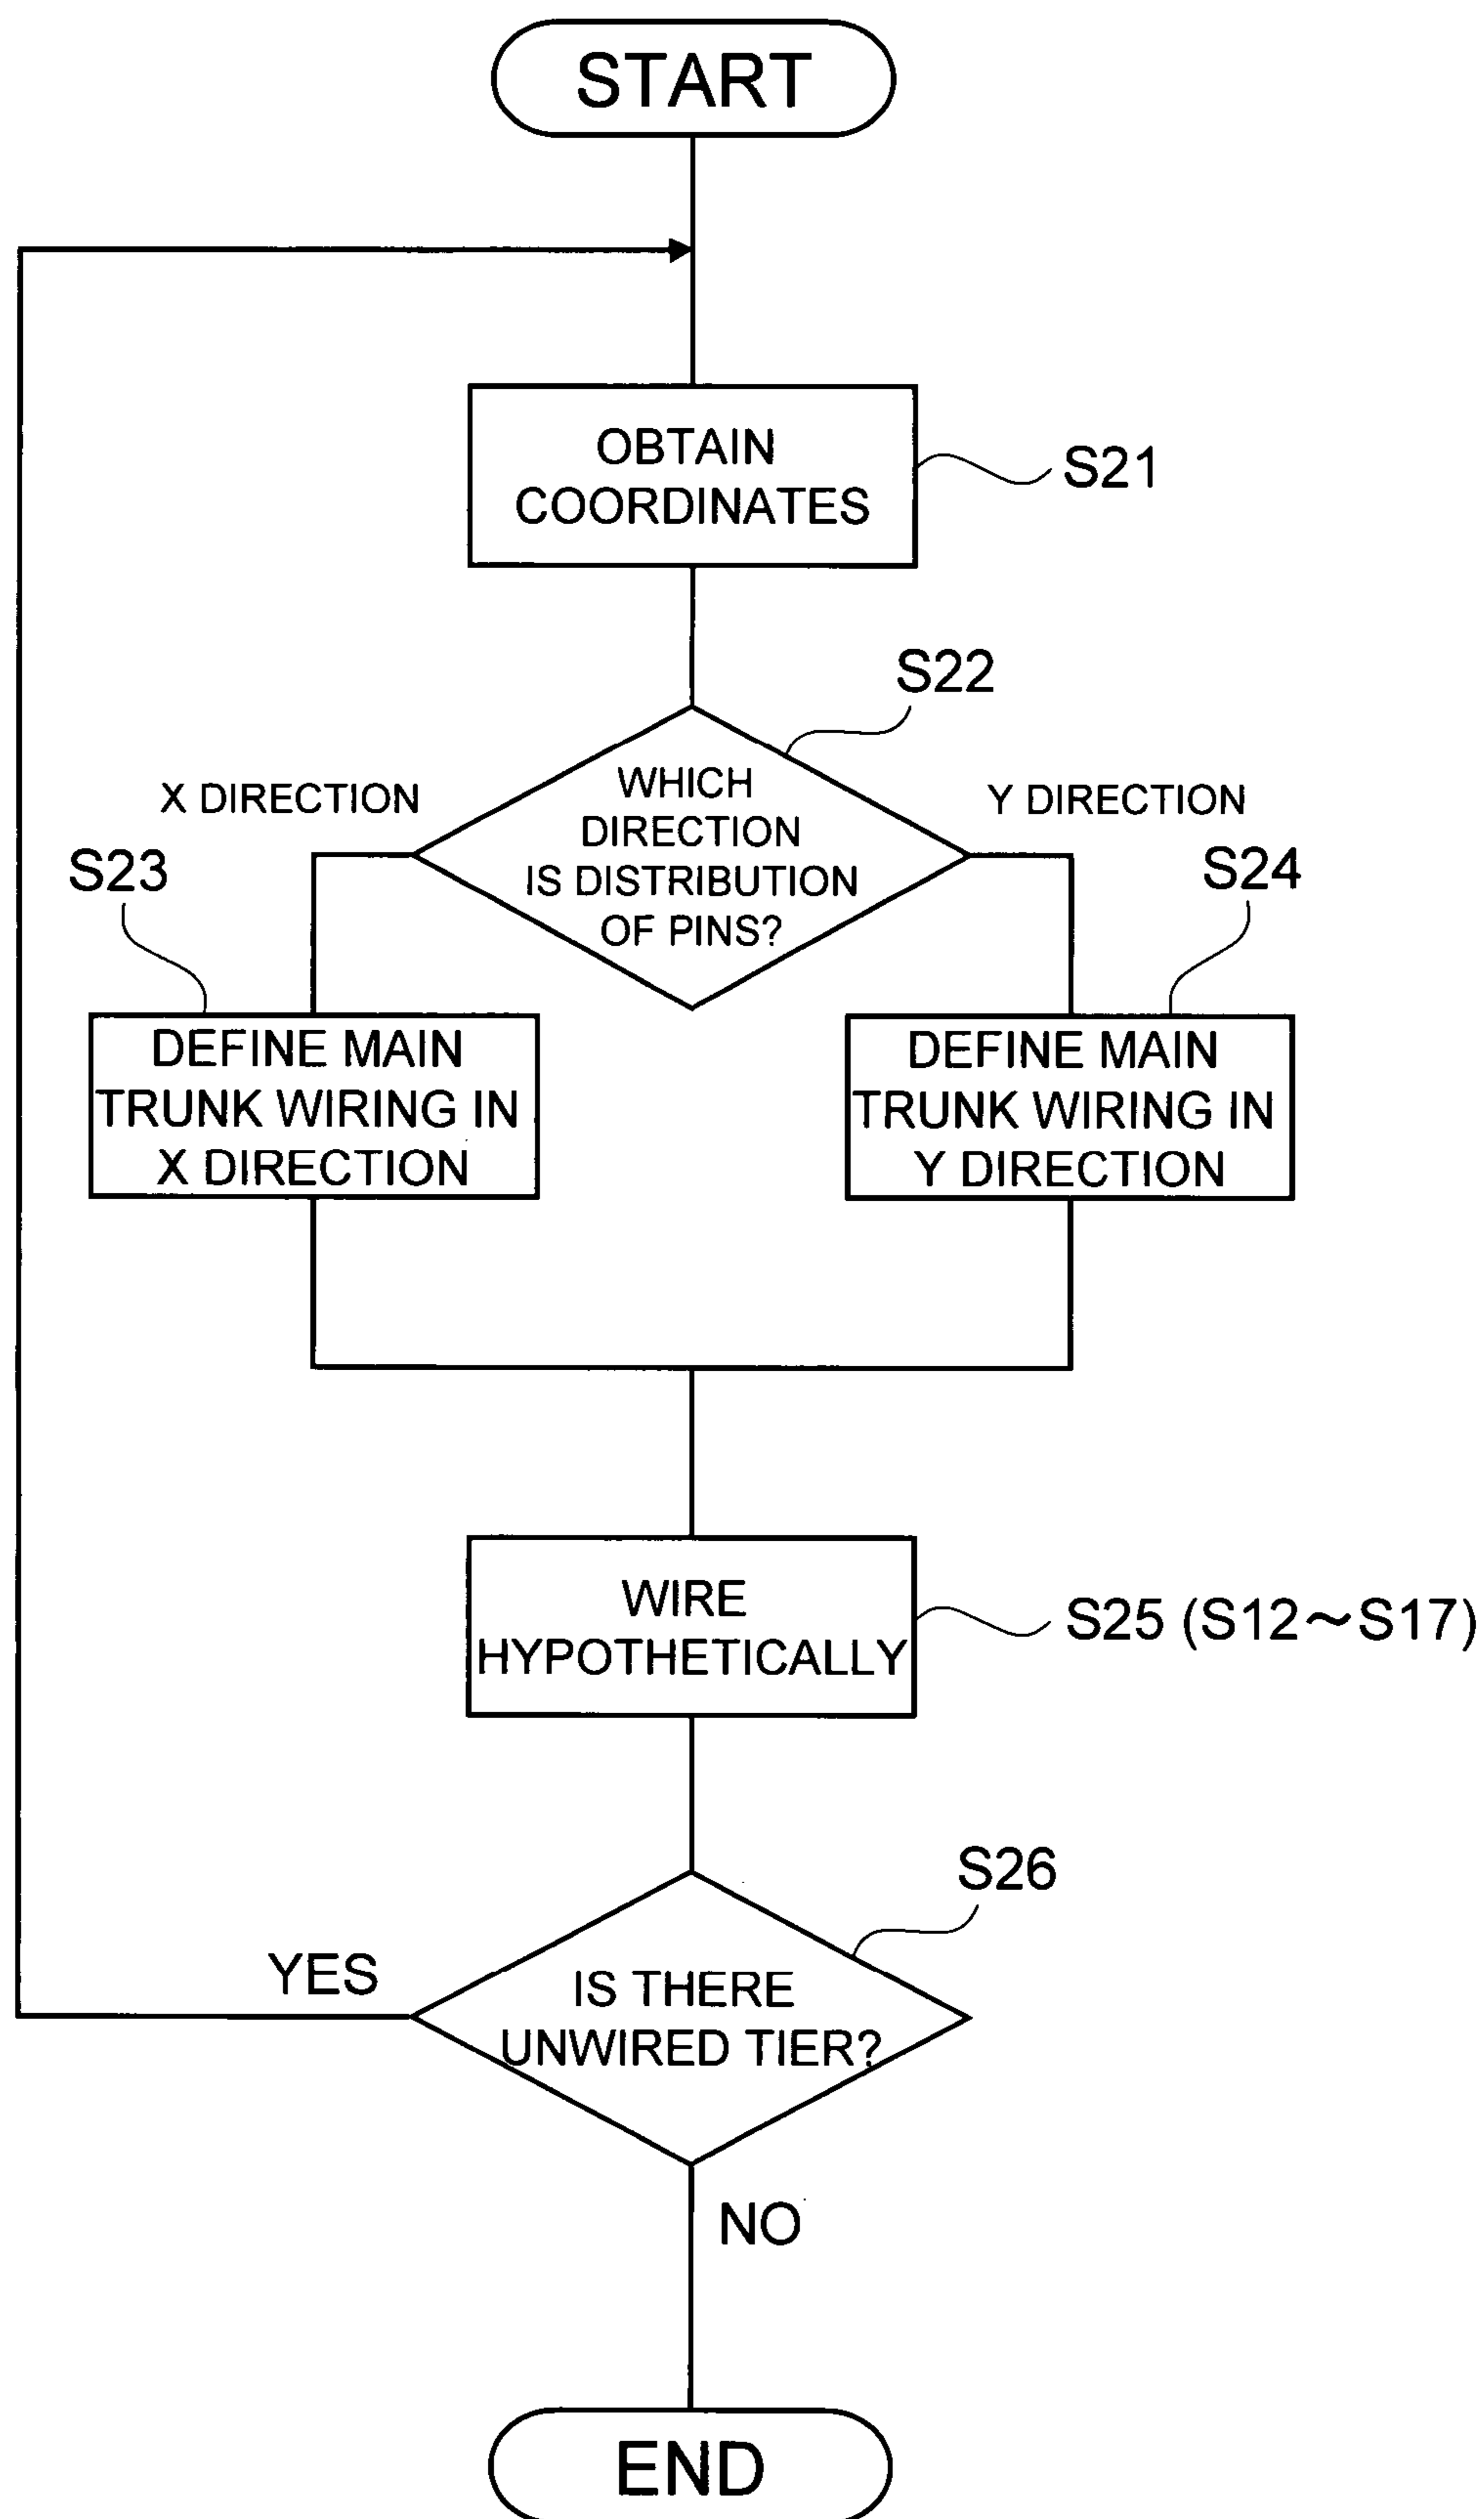 START
OBTAIN
COORDINATES
S21
S22
WHICH
DIRECTION
IS DISTRIBUTION
OF PINS?
X DIRECTION
Y DIRECTION
S23
S24
DEFINE MAIN
TRUNK WIRING IN
X DIRECTION
DEFINE MAIN
TRUNK WIRING IN
Y DIRECTION
WIRE
HYPOTHETICALLY
S25 (S12～S17)
S26
IS THERE
UNWIRED TIER?
YES
NO
END